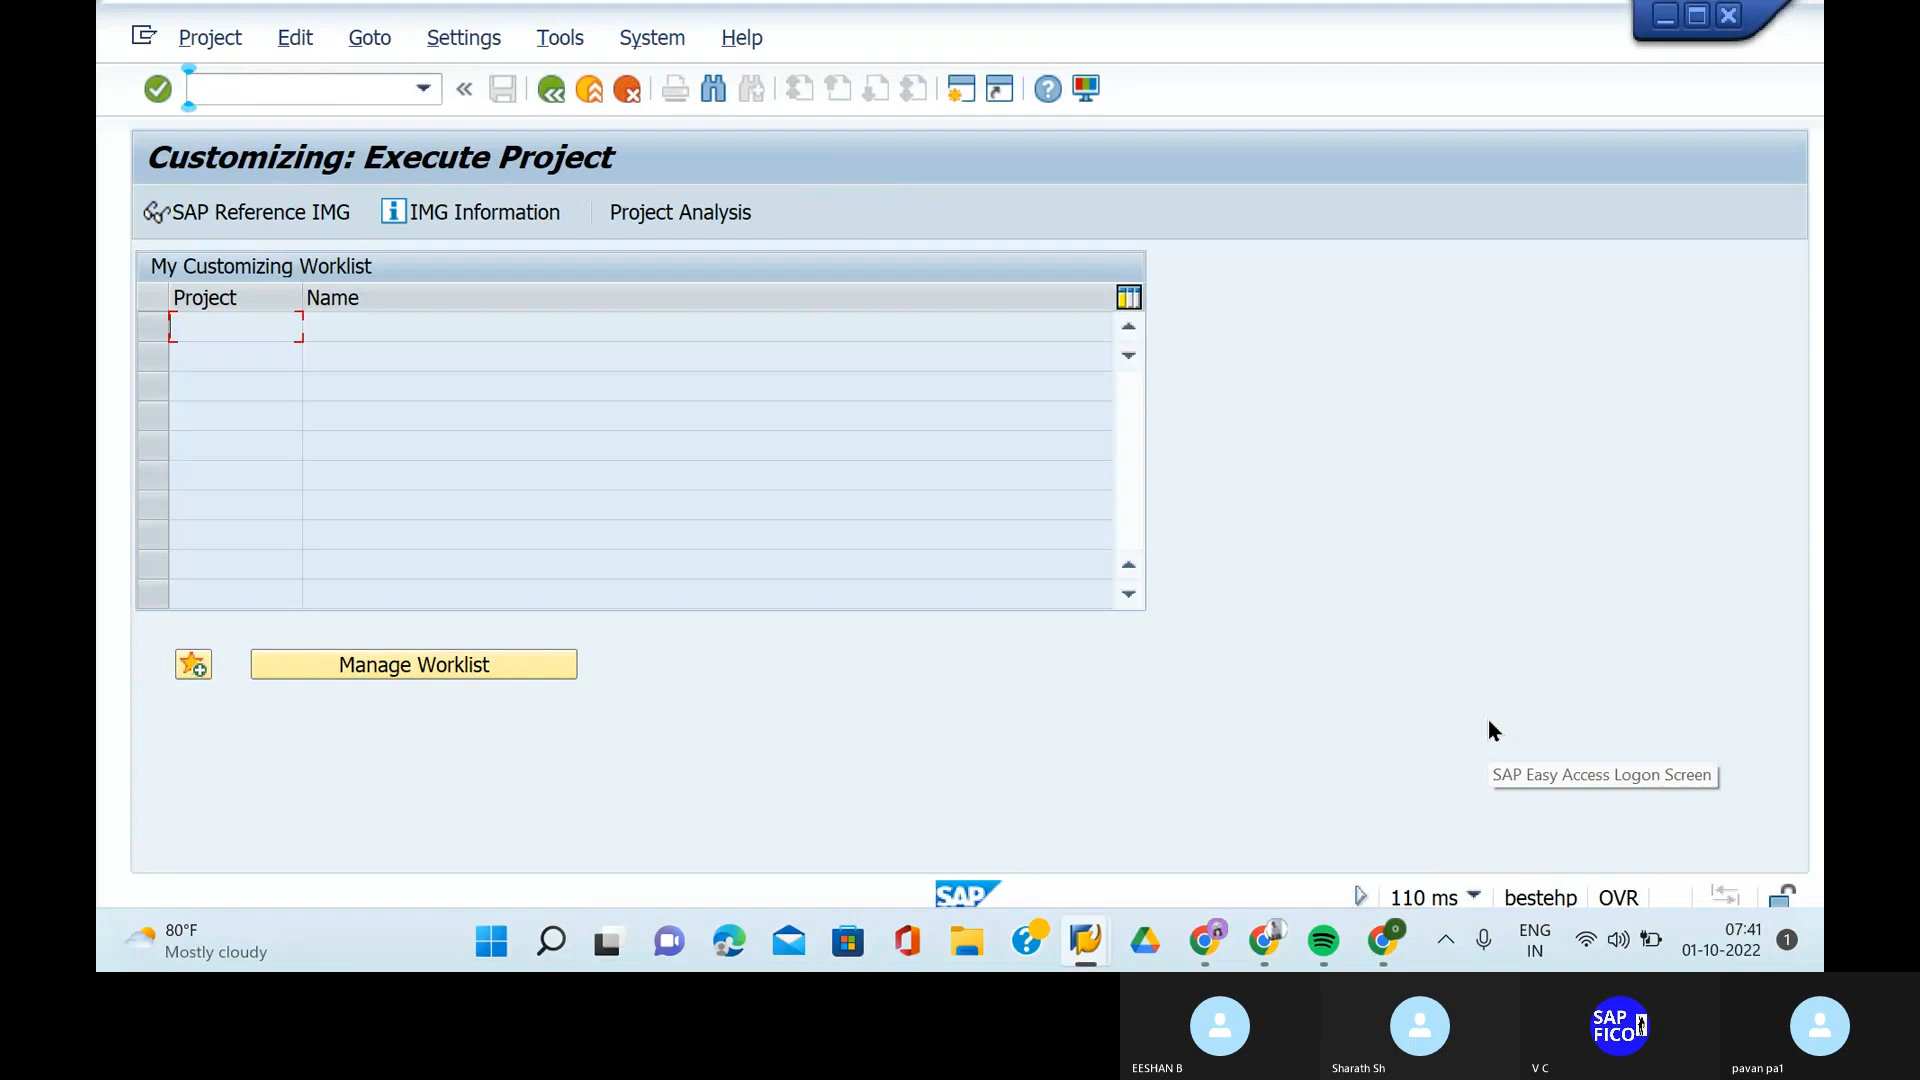 Project Edit Goto Settings Tools System Help
Customizing: Execute Project
SAP Reference IMG IMG Information Project Analysis
My Customizing Worklist
Project Name
Manage Worklist
SAP Easy Access Logon Screen
SAP 110 ms bestehp OVR
80°F
Mostly cloudy
ENG
IN
07:41
01-10-2022
1
SAP
FICO
EESHAN B Sharath Sh V C pavan pa1